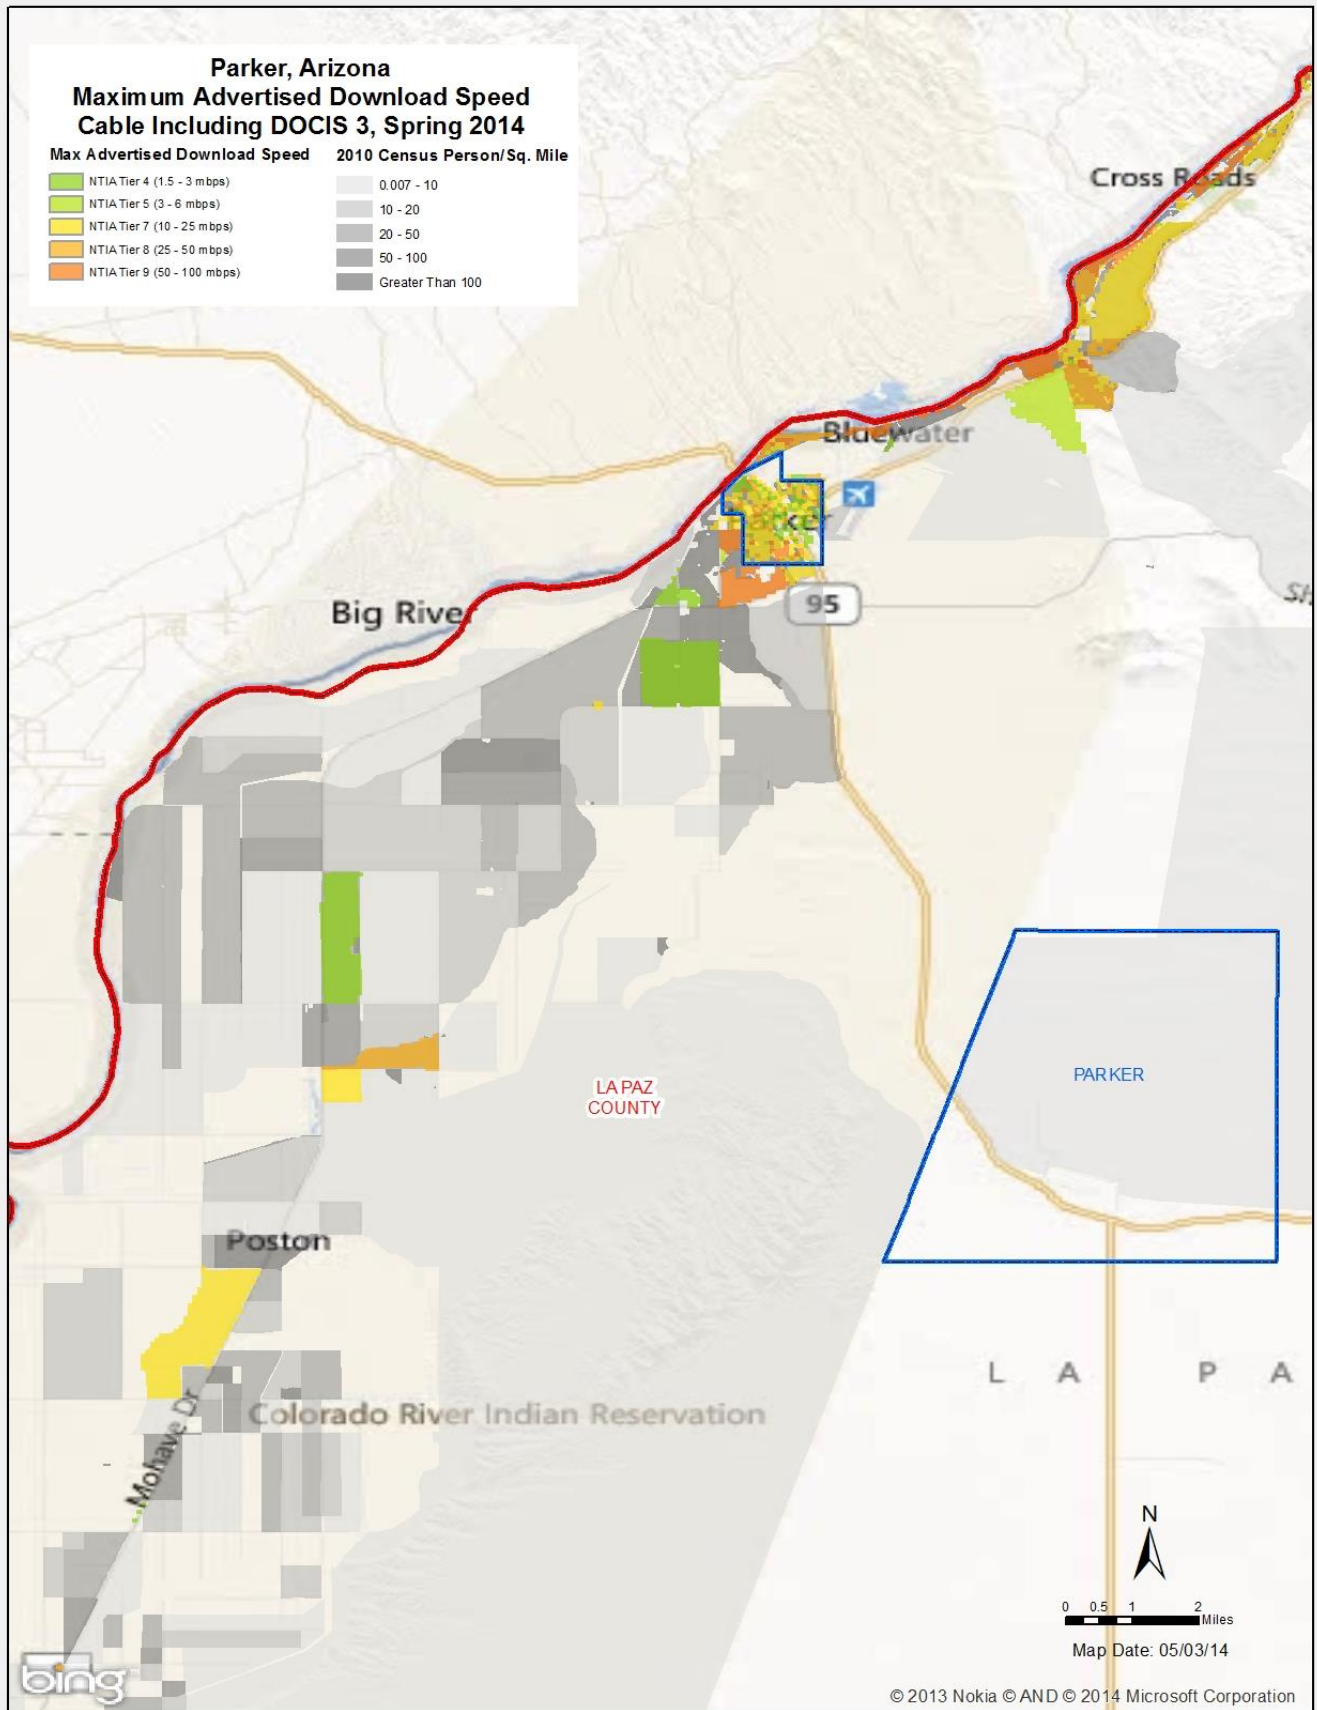 Parker, Arizona
Maximum Advertised Download Speed
Cable Including DOCIS 3, Spring 2014
Max Advertised Download Speed
NTIA Tier 4 (1.5 - 3 mbps)
NTIA Tier 5 (3 - 6 mbps)
NTIA Tier 7 (10 - 25 mbps)
NTIA Tier 8 (25 - 50 mbps)
NTIA Tier 9 (50 - 100 mbps)
2010 Census Person/Sq. Mile
0.007 - 10
10 - 20
20 - 50
50 - 100
Greater Than 100
Cross Roads
Bluewater
Parker
95
Big River
LA PAZ
COUNTY
PARKER
Poston
L A P A
Colorado River Indian Reservation
Mohave Dr
N
0 0.5 1 2
Miles
Map Date: 05/03/14
bing
© 2013 Nokia © AND © 2014 Microsoft Corporation